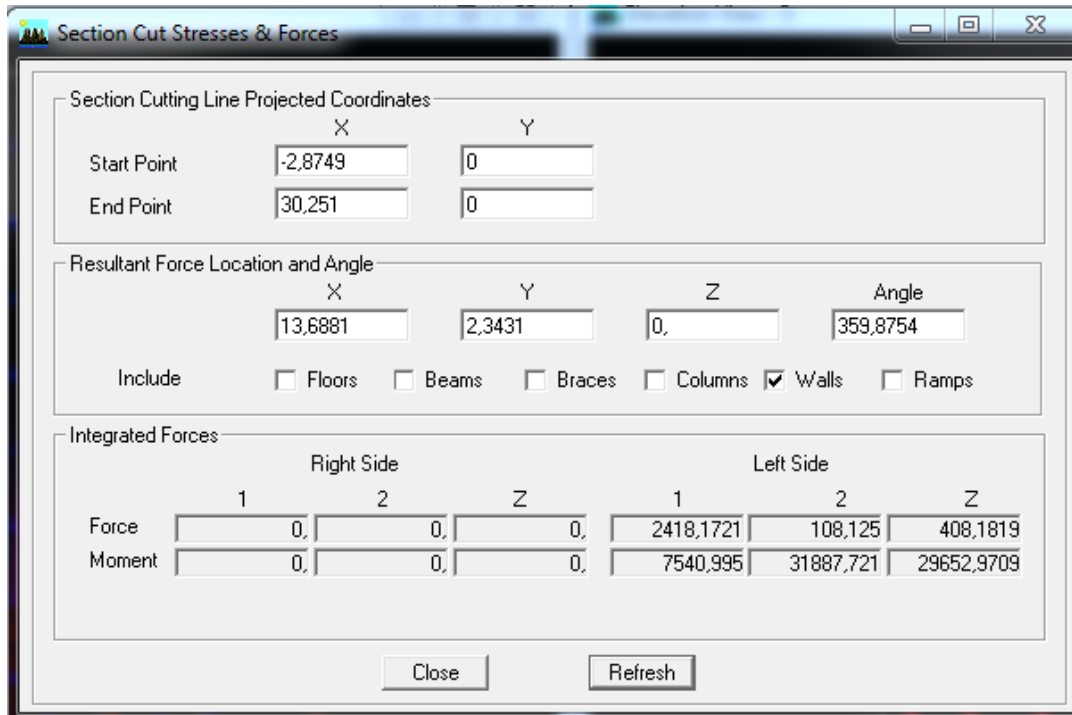 Section Cut Stresses & Forces
Section Cutting Line Projected Coordinates
X Y
Start Point -2,8749 0
End Point 30,251 0
Resultant Force Location and Angle
X Y Z Angle
13,6881 2,3431 0, 359,8754
Include Floors Beams Braces Columns Walls Ramps
Integrated Forces
Right Side Left Side
1 2 Z 1 2 Z
Force 0, 0, 0, 2418,1721 108,125 408,1819
Moment 0, 0, 0, 7540,995 31887,721 29652,9709
Close Refresh